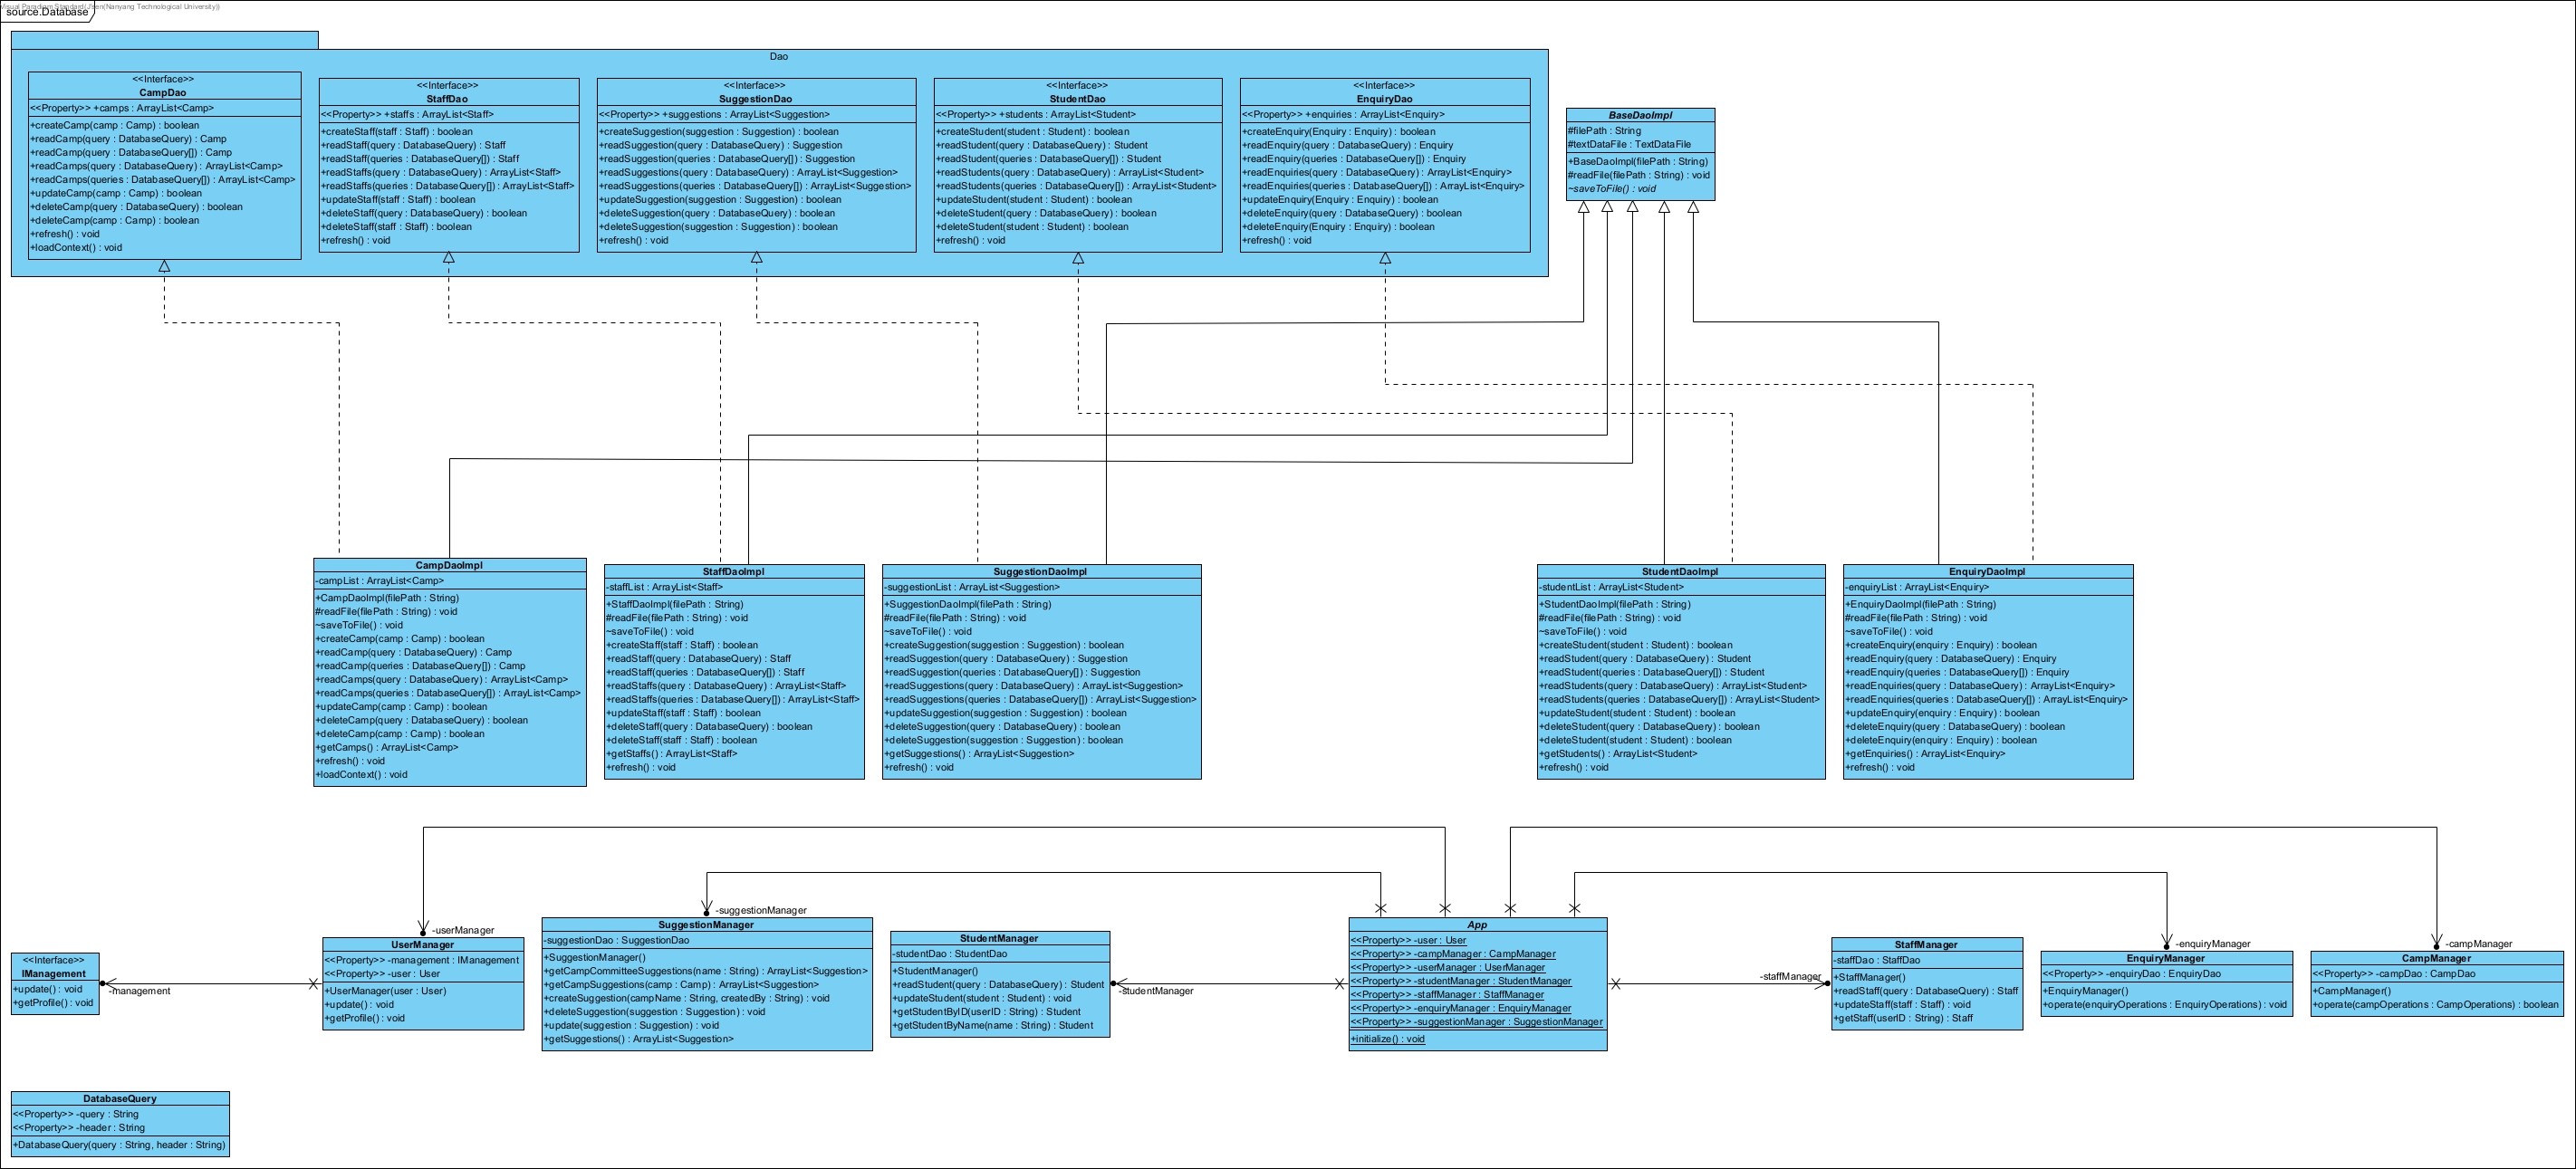 Visual Paradigm Standard(Jsen(Nanyang Technological University))
source.Database
Dao
<<Interface>>
CampDao
<<Property>> +camps : ArrayList<Camp>
+createCamp(camp : Camp) : boolean
+readCamp(query : DatabaseQuery) : Camp
+readCamp(query : DatabaseQuery[]) : Camp
+readCamps(query : DatabaseQuery) : ArrayList<Camp>
+readCamps(queries : DatabaseQuery[]) : ArrayList<Camp>
+updateCamp(camp : Camp) : boolean
+deleteCamp(query : DatabaseQuery) : boolean
+deleteCamp(camp : Camp) : boolean
+refresh() : void
+loadContext() : void
<<Interface>>
StaffDao
<<Property>> +staffs : ArrayList<Staff>
+createStaff(staff : Staff) : boolean
+readStaff(query : DatabaseQuery) : Staff
+readStaff(queries : DatabaseQuery[]) : Staff
+readStaffs(query : DatabaseQuery) : ArrayList<Staff>
+readStaffs(queries : DatabaseQuery[]) : ArrayList<Staff>
+updateStaff(staff : Staff) : boolean
+deleteStaff(query : DatabaseQuery) : boolean
+deleteStaff(staff : Staff) : boolean
+refresh() : void
<<Interface>>
SuggestionDao
<<Property>> +suggestions : ArrayList<Suggestion>
+createSuggestion(suggestion : Suggestion) : boolean
+readSuggestion(query : DatabaseQuery) : Suggestion
+readSuggestion(queries : DatabaseQuery[]) : Suggestion
+readSuggestions(query : DatabaseQuery) : ArrayList<Suggestion>
+readSuggestions(queries : DatabaseQuery[]) : ArrayList<Suggestion>
+updateSuggestion(suggestion : Suggestion) : boolean
+deleteSuggestion(query : DatabaseQuery) : boolean
+deleteSuggestion(suggestion : Suggestion) : boolean
+refresh() : void
<<Interface>>
StudentDao
<<Property>> +students : ArrayList<Student>
+createStudent(student : Student) : boolean
+readStudent(query : DatabaseQuery) : Student
+readStudent(queries : DatabaseQuery[]) : Student
+readStudents(query : DatabaseQuery) : ArrayList<Student>
+readStudents(queries : DatabaseQuery[]) : ArrayList<Student>
+updateStudent(student : Student) : boolean
+deleteStudent(query : DatabaseQuery) : boolean
+deleteStudent(student : Student) : boolean
+refresh() : void
<<Interface>>
EnquiryDao
<<Property>> +enquiries : ArrayList<Enquiry>
+createEnquiry(Enquiry : Enquiry) : boolean
+readEnquiry(query : DatabaseQuery) : Enquiry
+readEnquiry(queries : DatabaseQuery[]) : Enquiry
+readEnquiries(query : DatabaseQuery) : ArrayList<Enquiry>
+readEnquiries(queries : DatabaseQuery[]) : ArrayList<Enquiry>
+updateEnquiry(Enquiry : Enquiry) : boolean
+deleteEnquiry(query : DatabaseQuery) : boolean
+deleteEnquiry(Enquiry : Enquiry) : boolean
+refresh() : void
BaseDaoImpl
#filePath : String
#textDataFile : TextDataFile
+BaseDaoImpl(filePath : String)
#readFile(filePath : String) : void
~saveToFile() : void
CampDaoImpl
-campList : ArrayList<Camp>
+CampDaoImpl(filePath : String)
#readFile(filePath : String) : void
~saveToFile() : void
+createCamp(camp : Camp) : boolean
+readCamp(query : DatabaseQuery) : Camp
+readCamp(queries : DatabaseQuery[]) : Camp
+readCamps(query : DatabaseQuery) : ArrayList<Camp>
+readCamps(queries : DatabaseQuery[]) : ArrayList<Camp>
+updateCamp(camp : Camp) : boolean
+deleteCamp(query : DatabaseQuery) : boolean
+deleteCamp(camp : Camp) : boolean
+getCamps() : ArrayList<Camp>
+refresh() : void
+loadContext() : void
StaffDaoImpl
-staffList : ArrayList<Staff>
+StaffDaoImpl(filePath : String)
#readFile(filePath : String) : void
~saveToFile() : void
+createStaff(staff : Staff) : boolean
+readStaff(query : DatabaseQuery) : Staff
+readStaff(queries : DatabaseQuery[]) : Staff
+readStaffs(query : DatabaseQuery) : ArrayList<Staff>
+readStaffs(queries : DatabaseQuery[]) : ArrayList<Staff>
+updateStaff(staff : Staff) : boolean
+deleteStaff(query : DatabaseQuery) : boolean
+deleteStaff(staff : Staff) : boolean
+getStaffs() : ArrayList<Staff>
+refresh() : void
SuggestionDaoImpl
-suggestionList : ArrayList<Suggestion>
+SuggestionDaoImpl(filePath : String)
#readFile(filePath : String) : void
~saveToFile() : void
+createSuggestion(suggestion : Suggestion) : boolean
+readSuggestion(query : DatabaseQuery) : Suggestion
+readSuggestion(queries : DatabaseQuery[]) : Suggestion
+readSuggestions(query : DatabaseQuery) : ArrayList<Suggestion>
+readSuggestions(queries : DatabaseQuery[]) : ArrayList<Suggestion>
+updateSuggestion(suggestion : Suggestion) : boolean
+deleteSuggestion(query : DatabaseQuery) : boolean
+deleteSuggestion(suggestion : Suggestion) : boolean
+getSuggestions() : ArrayList<Suggestion>
+refresh() : void
StudentDaoImpl
-studentList : ArrayList<Student>
+StudentDaoImpl(filePath : String)
#readFile(filePath : String) : void
~saveToFile() : void
+createStudent(student : Student) : boolean
+readStudent(query : DatabaseQuery) : Student
+readStudent(queries : DatabaseQuery[]) : Student
+readStudents(query : DatabaseQuery) : ArrayList<Student>
+readStudents(queries : DatabaseQuery[]) : ArrayList<Student>
+updateStudent(student : Student) : boolean
+deleteStudent(query : DatabaseQuery) : boolean
+deleteStudent(student : Student) : boolean
+getStudents() : ArrayList<Student>
+refresh() : void
EnquiryDaoImpl
-enquiryList : ArrayList<Enquiry>
+EnquiryDaoImpl(filePath : String)
#readFile(filePath : String) : void
~saveToFile() : void
+createEnquiry(enquiry : Enquiry) : boolean
+readEnquiry(query : DatabaseQuery) : Enquiry
+readEnquiry(queries : DatabaseQuery[]) : Enquiry
+readEnquiries(query : DatabaseQuery) : ArrayList<Enquiry>
+readEnquiries(queries : DatabaseQuery[]) : ArrayList<Enquiry>
+updateEnquiry(enquiry : Enquiry) : boolean
+deleteEnquiry(query : DatabaseQuery) : boolean
+deleteEnquiry(enquiry : Enquiry) : boolean
+getEnquiries() : ArrayList<Enquiry>
+refresh() : void
<<Interface>>
IManagement
+update() : void
+getProfile() : void
-management
-userManager
UserManager
<<Property>> -management : IManagement
<<Property>> -user : User
+UserManager(user : User)
+update() : void
+getProfile() : void
-suggestionManager
SuggestionManager
-suggestionDao : SuggestionDao
+SuggestionManager()
+getCampCommitteeSuggestions(name : String) : ArrayList<Suggestion>
+getCampSuggestions(camp : Camp) : ArrayList<Suggestion>
+createSuggestion(campName : String, createdBy : String) : void
+deleteSuggestion(suggestion : Suggestion) : void
+update(suggestion : Suggestion) : void
+getSuggestions() : ArrayList<Suggestion>
StudentManager
-studentDao : StudentDao
+StudentManager()
+readStudent(query : DatabaseQuery) : Student
+updateStudent(student : Student) : void
+getStudentByID(userID : String) : Student
+getStudentByName(name : String) : Student
-studentManager
App
<<Property>> -user : User
<<Property>> -campManager : CampManager
<<Property>> -userManager : UserManager
<<Property>> -studentManager : StudentManager
<<Property>> -staffManager : StaffManager
<<Property>> -enquiryManager : EnquiryManager
<<Property>> -suggestionManager : SuggestionManager
+initialize() : void
-staffManager
StaffManager
-staffDao : StaffDao
+StaffManager()
+readStaff(query : DatabaseQuery) : Staff
+updateStaff(staff : Staff) : void
+getStaff(userID : String) : Staff
-enquiryManager
EnquiryManager
<<Property>> -enquiryDao : EnquiryDao
+EnquiryManager()
+operate(enquiryOperations : EnquiryOperations) : void
-campManager
CampManager
<<Property>> -campDao : CampDao
+CampManager()
+operate(campOperations : CampOperations) : boolean
DatabaseQuery
<<Property>> -query : String
<<Property>> -header : String
+DatabaseQuery(query : String, header : String)